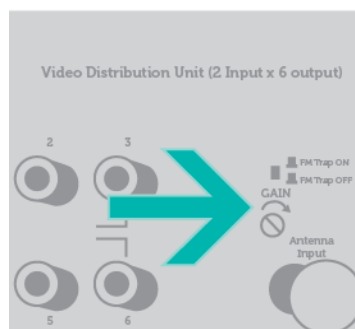 Video Distribution Unit (2 Input x 6 output)
2 3
FM Trap ON
FM Trap OFF
GAIN
Antenna
Input
5 6